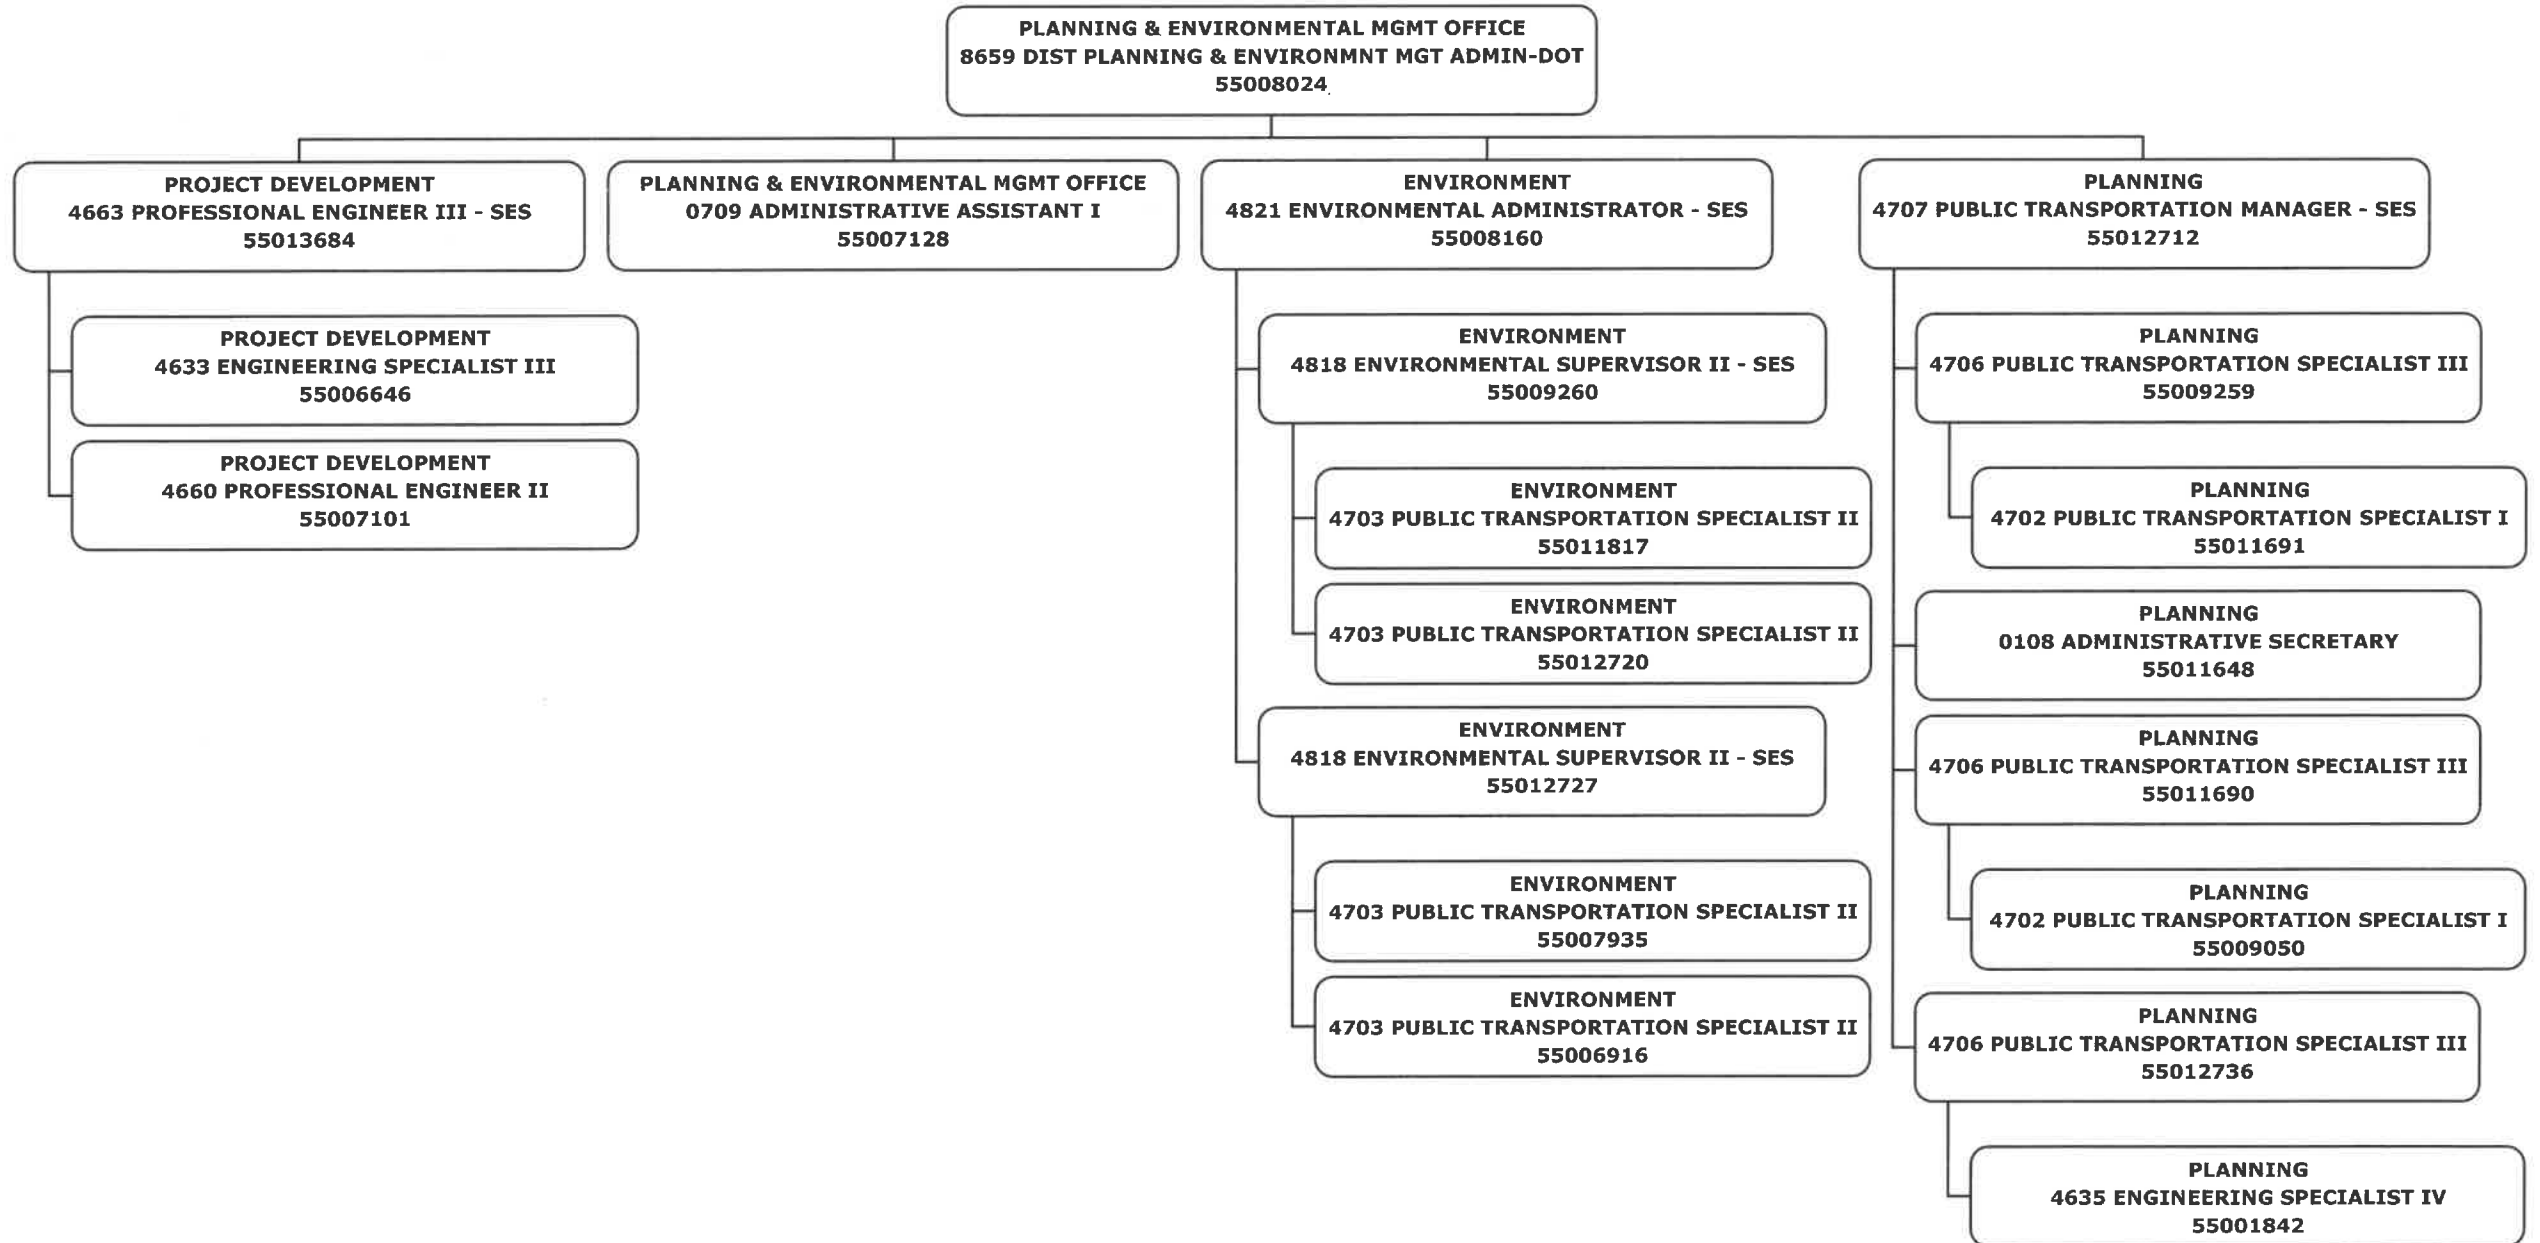 PLANNING & ENVIRONMENTAL MGMT OFFICE
8659 DIST PLANNING & ENVIRONMNT MGT ADMIN-DOT
55008024
PROJECT DEVELOPMENT
4663 PROFESSIONAL ENGINEER III - SES
55013684
PROJECT DEVELOPMENT
4633 ENGINEERING SPECIALIST III
55006646
PROJECT DEVELOPMENT
4660 PROFESSIONAL ENGINEER II
55007101
PLANNING & ENVIRONMENTAL MGMT OFFICE
0709 ADMINISTRATIVE ASSISTANT I
55007128
ENVIRONMENT
4821 ENVIRONMENTAL ADMINISTRATOR - SES
55008160
ENVIRONMENT
4818 ENVIRONMENTAL SUPERVISOR II - SES
55009260
ENVIRONMENT
4703 PUBLIC TRANSPORTATION SPECIALIST II
55011817
ENVIRONMENT
4703 PUBLIC TRANSPORTATION SPECIALIST II
55012720
ENVIRONMENT
4818 ENVIRONMENTAL SUPERVISOR II - SES
55012727
ENVIRONMENT
4703 PUBLIC TRANSPORTATION SPECIALIST II
55007935
ENVIRONMENT
4703 PUBLIC TRANSPORTATION SPECIALIST II
55006916
PLANNING
4707 PUBLIC TRANSPORTATION MANAGER - SES
55012712
PLANNING
4706 PUBLIC TRANSPORTATION SPECIALIST III
55009259
PLANNING
4702 PUBLIC TRANSPORTATION SPECIALIST I
55011691
PLANNING
0108 ADMINISTRATIVE SECRETARY
55011648
PLANNING
4706 PUBLIC TRANSPORTATION SPECIALIST III
55011690
PLANNING
4702 PUBLIC TRANSPORTATION SPECIALIST I
55009050
PLANNING
4706 PUBLIC TRANSPORTATION SPECIALIST III
55012736
PLANNING
4635 ENGINEERING SPECIALIST IV
55001842